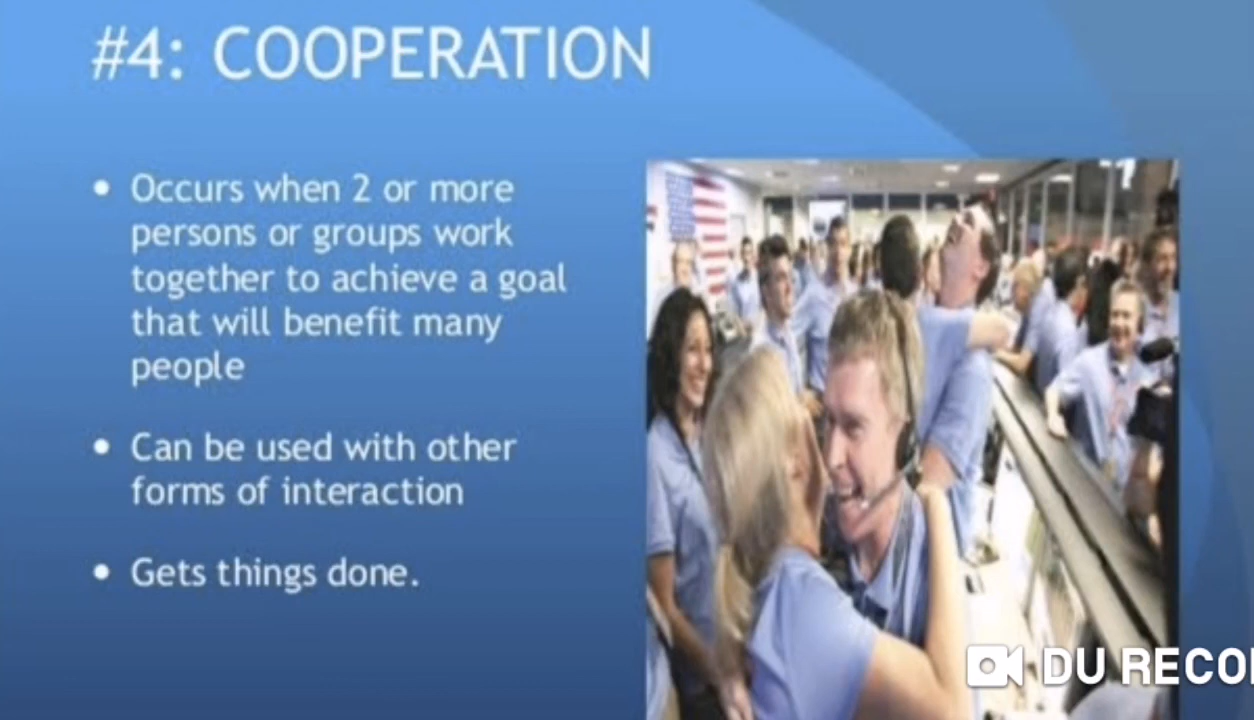 #4: COOPERATION
• Occurs when 2 or more
persons or groups work
together to achieve a goal
that will benefit many
people
• Can be used with other
forms of interaction
• Gets things done.
DU RECO